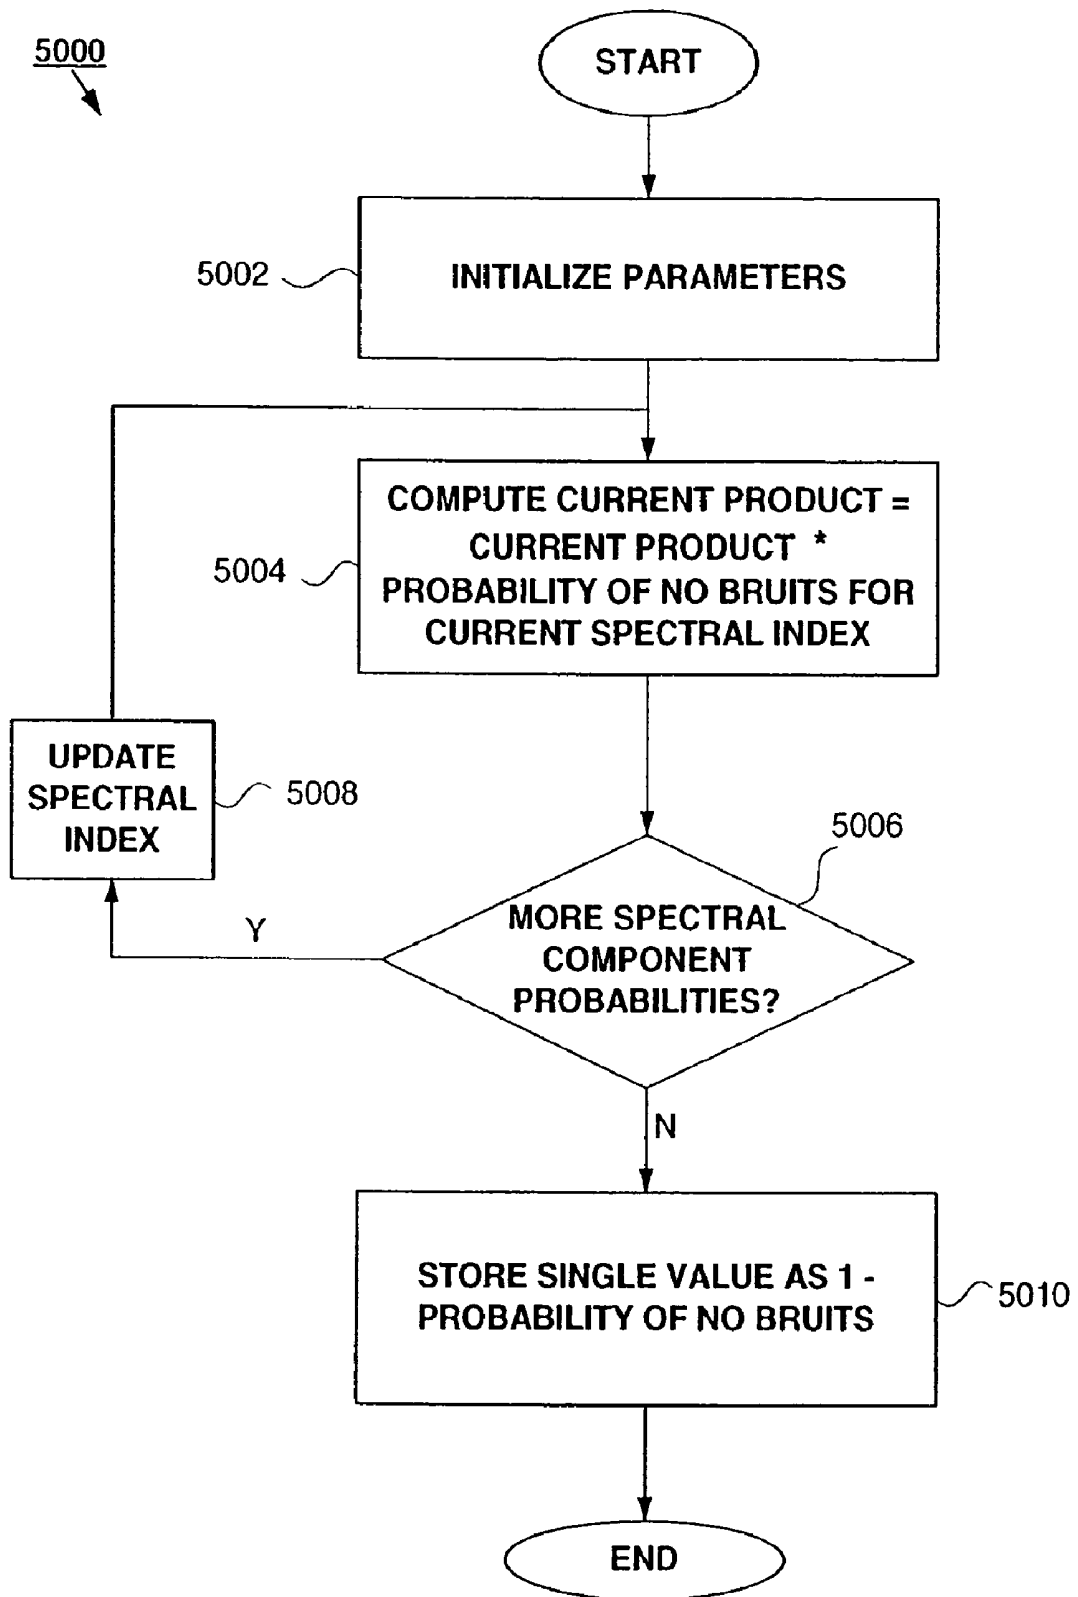 5000
START
5002
INITIALIZE PARAMETERS
COMPUTE CURRENT PRODUCT =
CURRENT PRODUCT *
PROBABILITY OF NO BRUITS FOR
CURRENT SPECTRAL INDEX
5004
UPDATE
SPECTRAL
INDEX
5008
5006
MORE SPECTRAL
COMPONENT
PROBABILITIES?
Y
N
STORE SINGLE VALUE AS 1 -
PROBABILITY OF NO BRUITS
5010
END